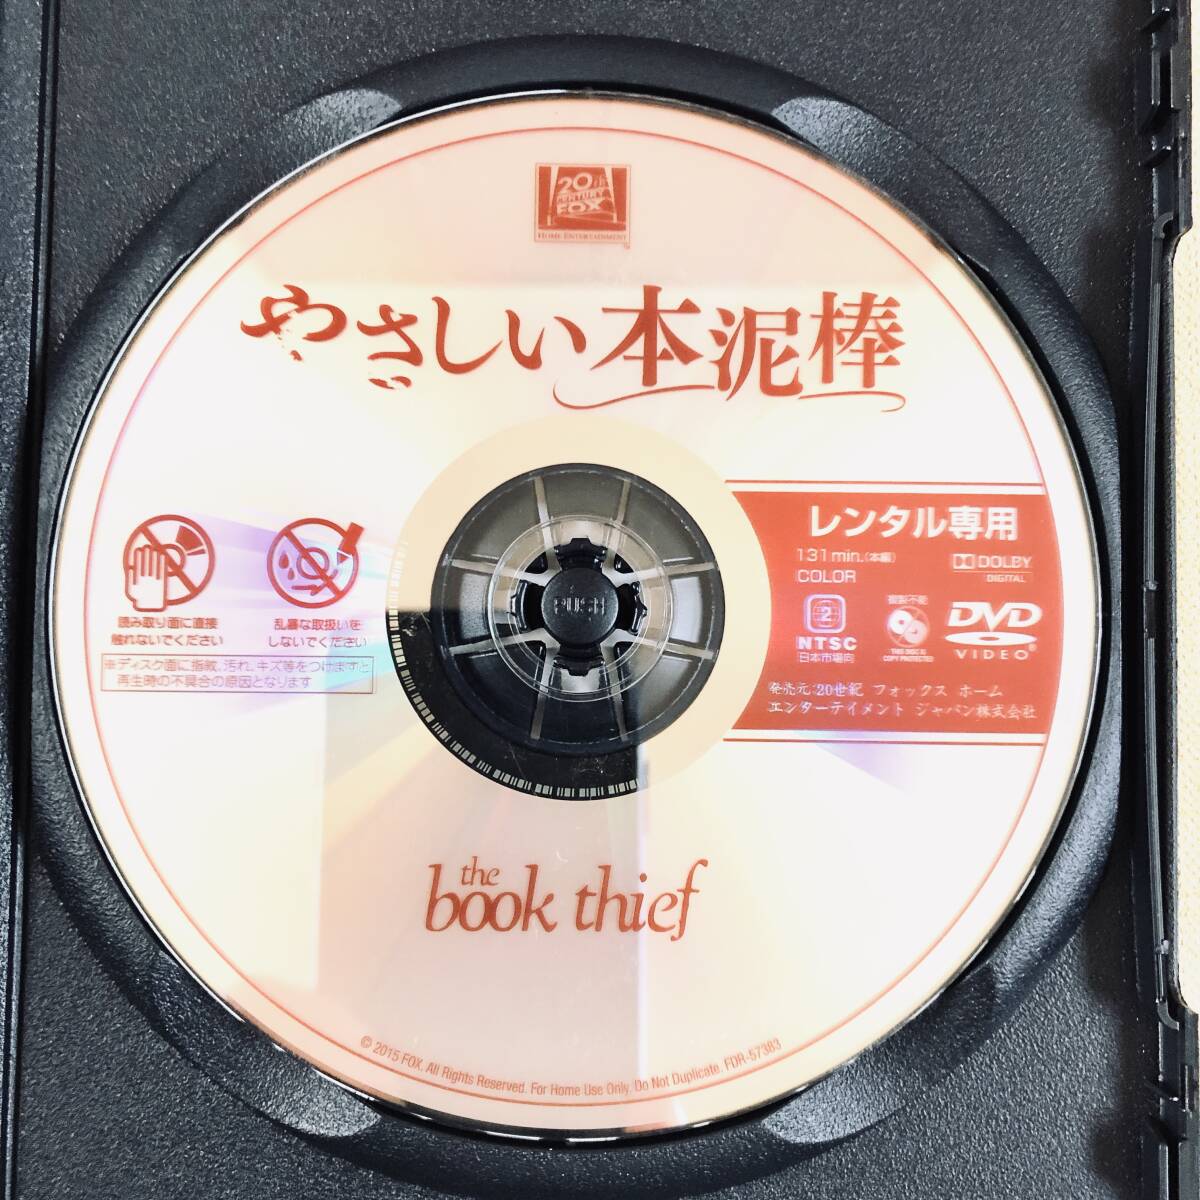 20th
CENTURY
FOX
HOME ENTERTAINMENT
やさしい本泥棒
読み取り面に直接
触れないでください
乱暴な取扱いを
しないでください
※ディスク面に指紋、汚れ、キズ等をつけますと
再生時の不具合の原因となります
PUSH
レンタル専用
131min.(本編)
COLOR
DOLBY
DIGITAL
2
NTSC
日本市場向
複製不能
THIS DISC IS
COPY PROTECTED
DVD
VIDEO
発売元:20世紀 フォックス ホーム
エンターテイメント ジャパン株式会社
the
book thief
© 2015 FOX. All Rights Reserved. For Home Use Only. Do Not Duplicate. FDR-57383